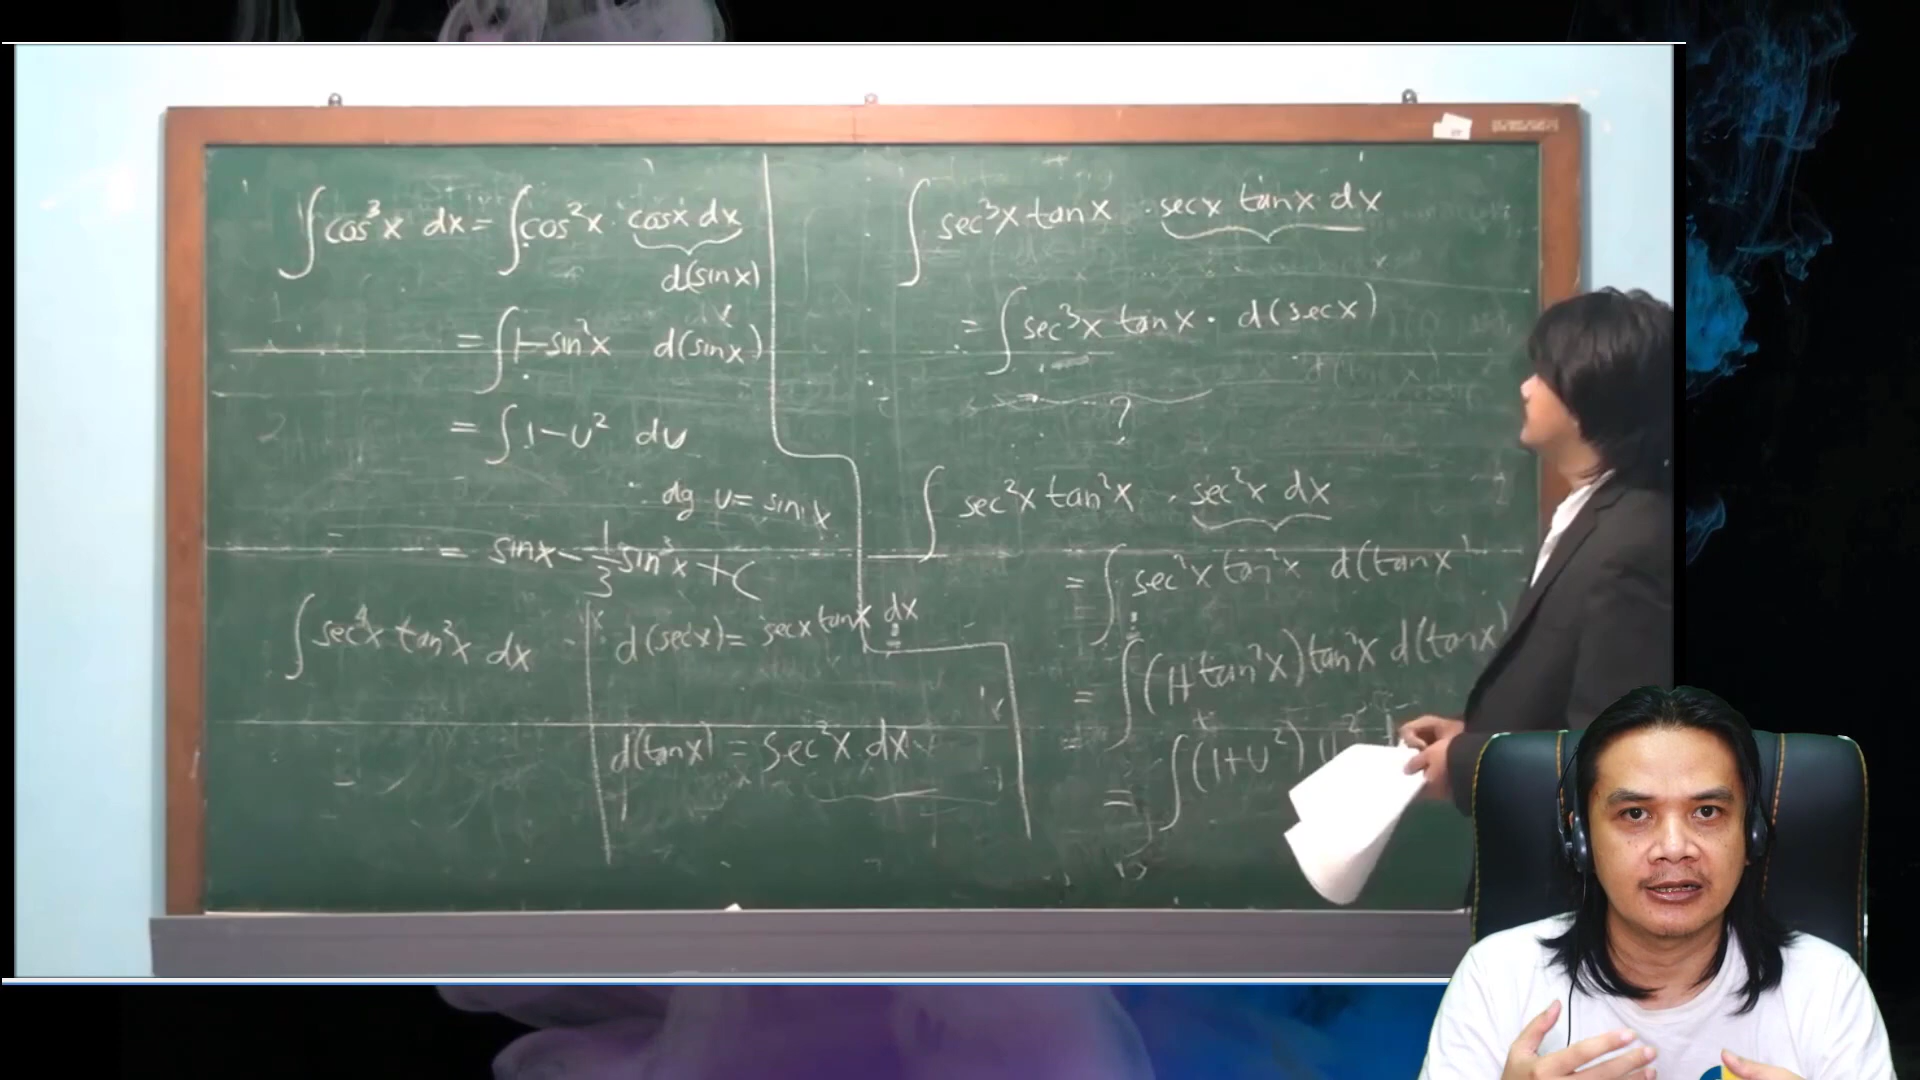 ∫cos³x dx = ∫cos²x · cosx dx
d(sinx)
= ∫1-sin²x d(sinx)
= ∫1-u² du
dg u = sin x
= sinx - 1/3 sin³x + C
∫sec⁴x tan²x dx
d(secx) = secx tanx dx
d(tanx) = sec²x dx
∫sec³x tanx · secx tanx dx
= ∫sec³x tanx · d(secx)
?
∫sec²x tan²x · sec²x dx
= ∫sec²x tan²x d(tanx
= ∫(1+tan²x)tan²x d(tanx)
= ∫(1+u²) u²